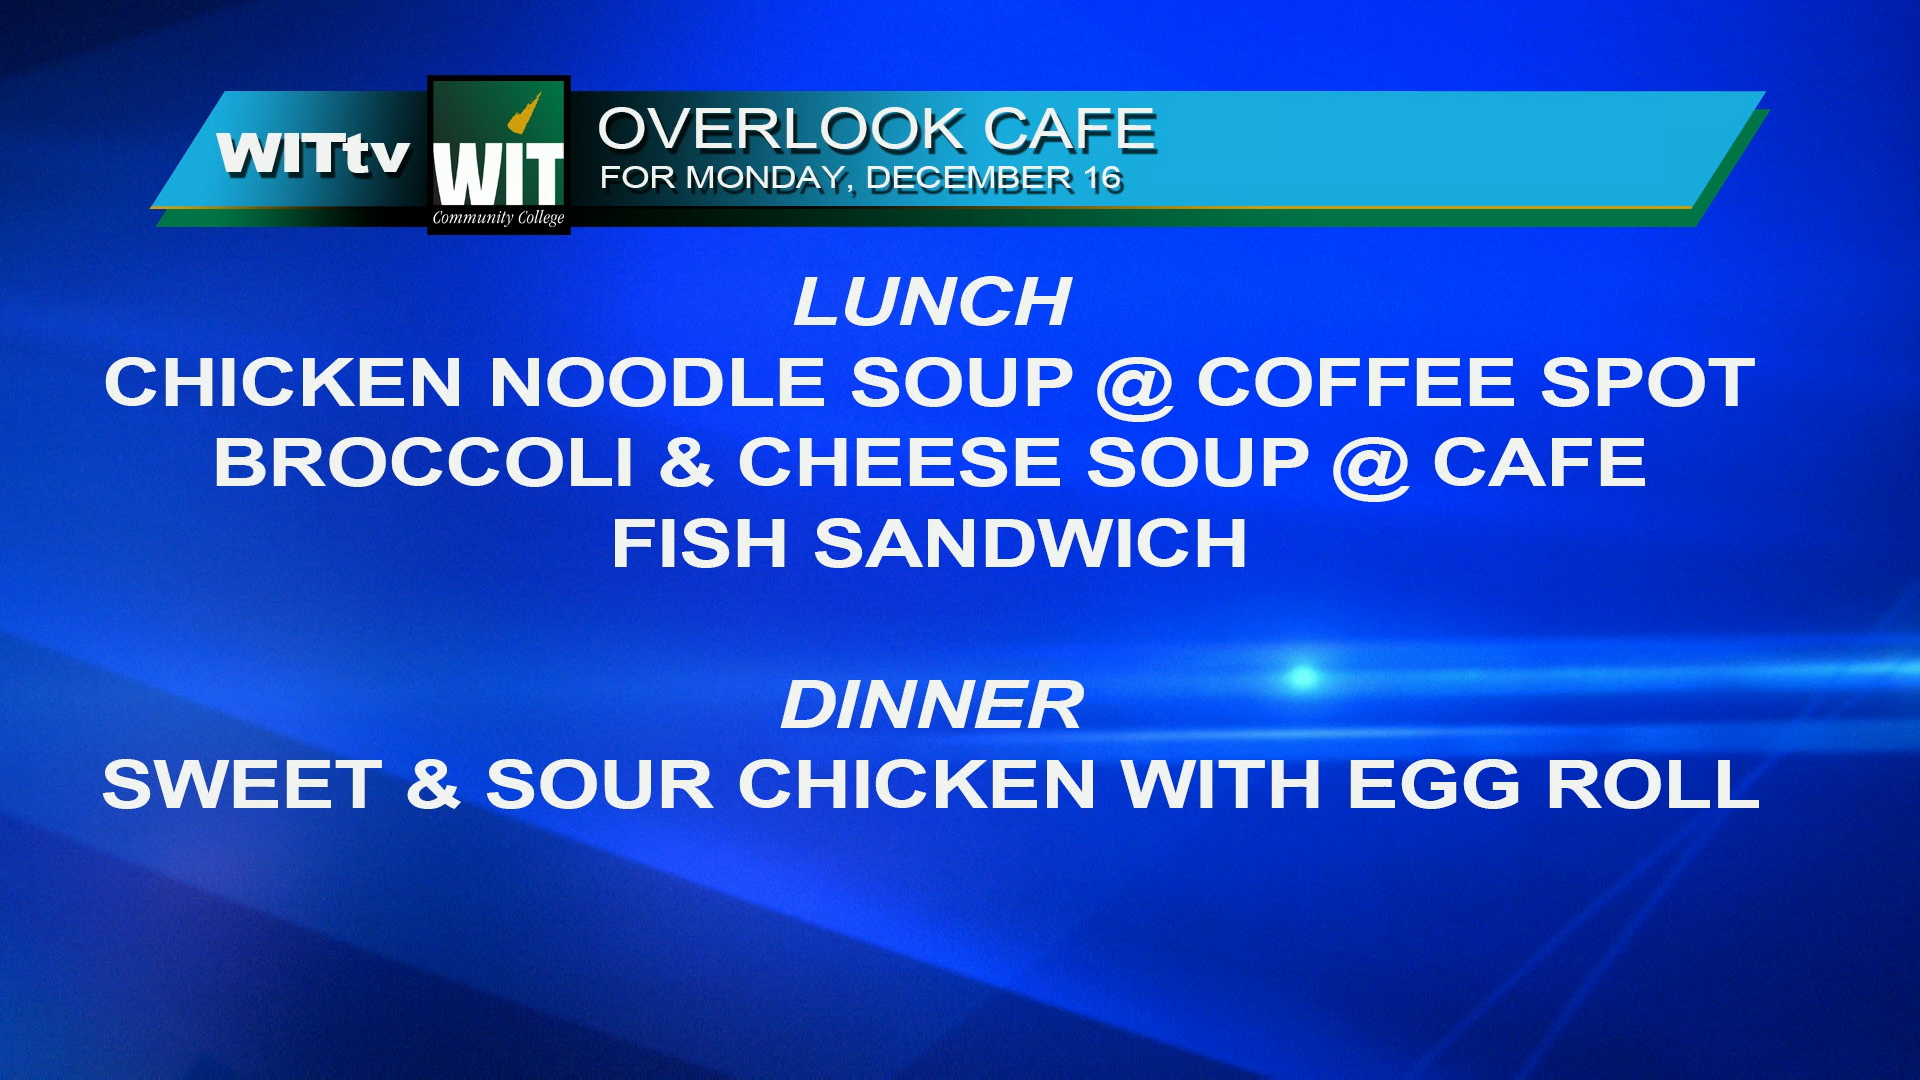 WITtv
WIT
Community College
OVERLOOK CAFE
FOR MONDAY, DECEMBER 16
LUNCH
CHICKEN NOODLE SOUP @ COFFEE SPOT
BROCCOLI & CHEESE SOUP @ CAFE
FISH SANDWICH
DINNER
SWEET & SOUR CHICKEN WITH EGG ROLL